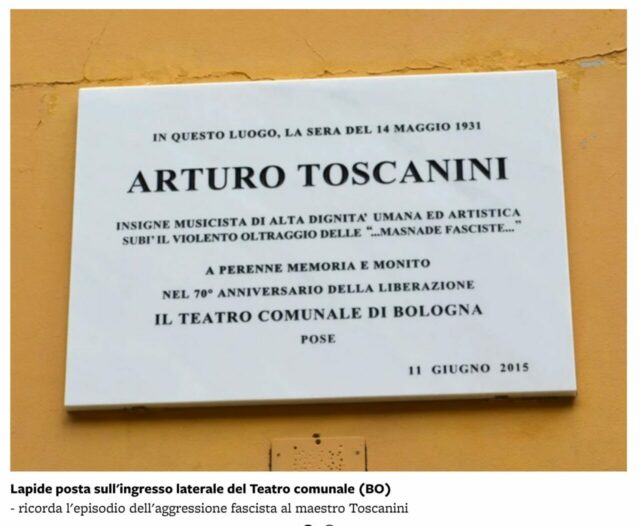 IN QUESTO LUOGO, LA SERA DEL 14 MAGGIO 1931
ARTURO TOSCANINI
INSIGNE MUSICISTA DI ALTA DIGNITA' UMANA ED ARTISTICA
SUBI' IL VIOLENTO OLTRAGGIO DELLE "...MASNADE FASCISTE..."
A PERENNE MEMORIA E MONITO
NEL 70° ANNIVERSARIO DELLA LIBERAZIONE
IL TEATRO COMUNALE DI BOLOGNA
POSE
11 GIUGNO 2015
Lapide posta sull'ingresso laterale del Teatro comunale (BO)
- ricorda l'episodio dell'aggressione fascista al maestro Toscanini